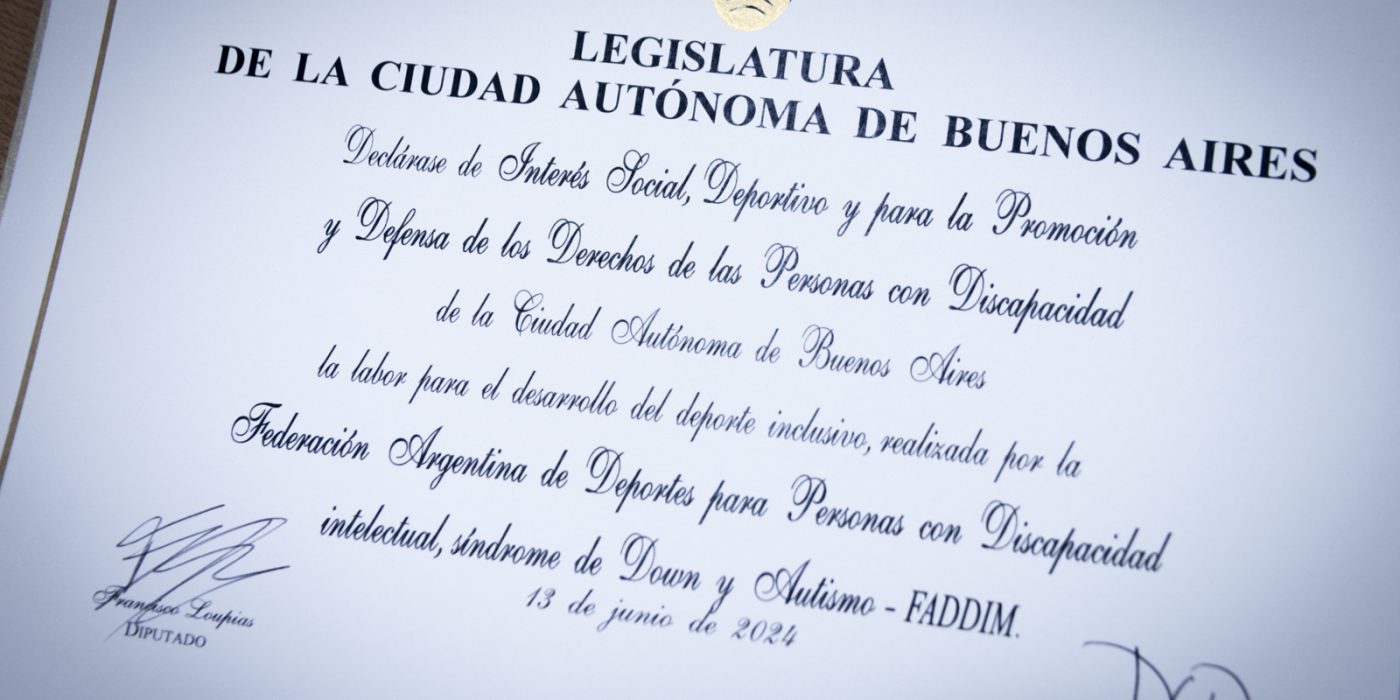 LEGISLATURA
DE LA CIUDAD AUTÓNOMA DE BUENOS AIRES
Declárase de Interés Social, Deportivo y para la Promoción
y Defensa de los Derechos de las Personas con Discapacidad
de la Ciudad Autónoma de Buenos Aires
la labor para el desarrollo del deporte inclusivo, realizada por la
Federación Argentina de Deportes para Personas con Discapacidad
intelectual, síndrome de Down y Autismo - FADDIM.
13 de junio de 2024
Francisco Loupias
DIPUTADO